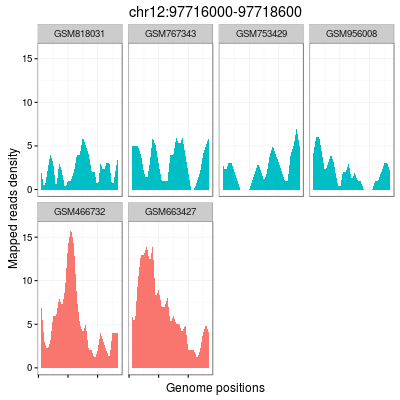 chr12:97716000-97718600
GSM818031 GSM767343 GSM753429 GSM956008
15
10
5
0
GSM466732 GSM663427
15
10
5
0
Mapped reads density
Genome positions